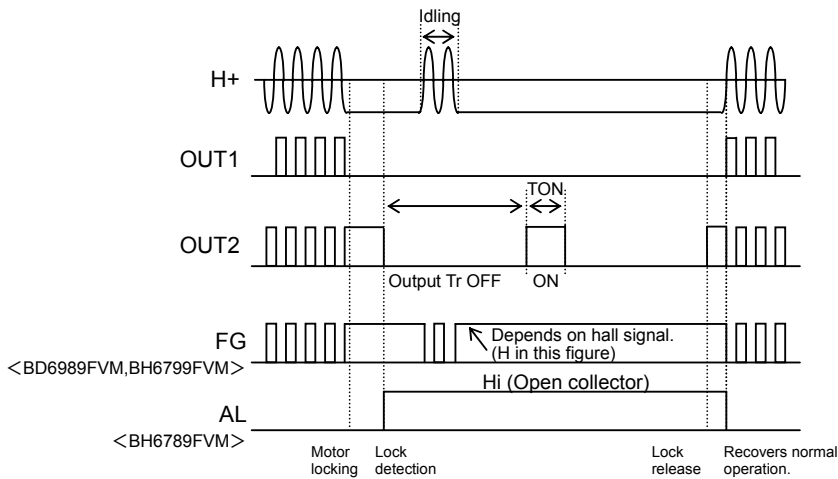 Idling
H+
OUT1
TON
OUT2
Output Tr OFF
ON
FG
Depends on hall signal.
(H in this figure)
<BD6989FVM,BH6799FVM>
Hi (Open collector)
AL
<BH6789FVM>
Motor locking
Lock detection
Lock release
Recovers normal operation.